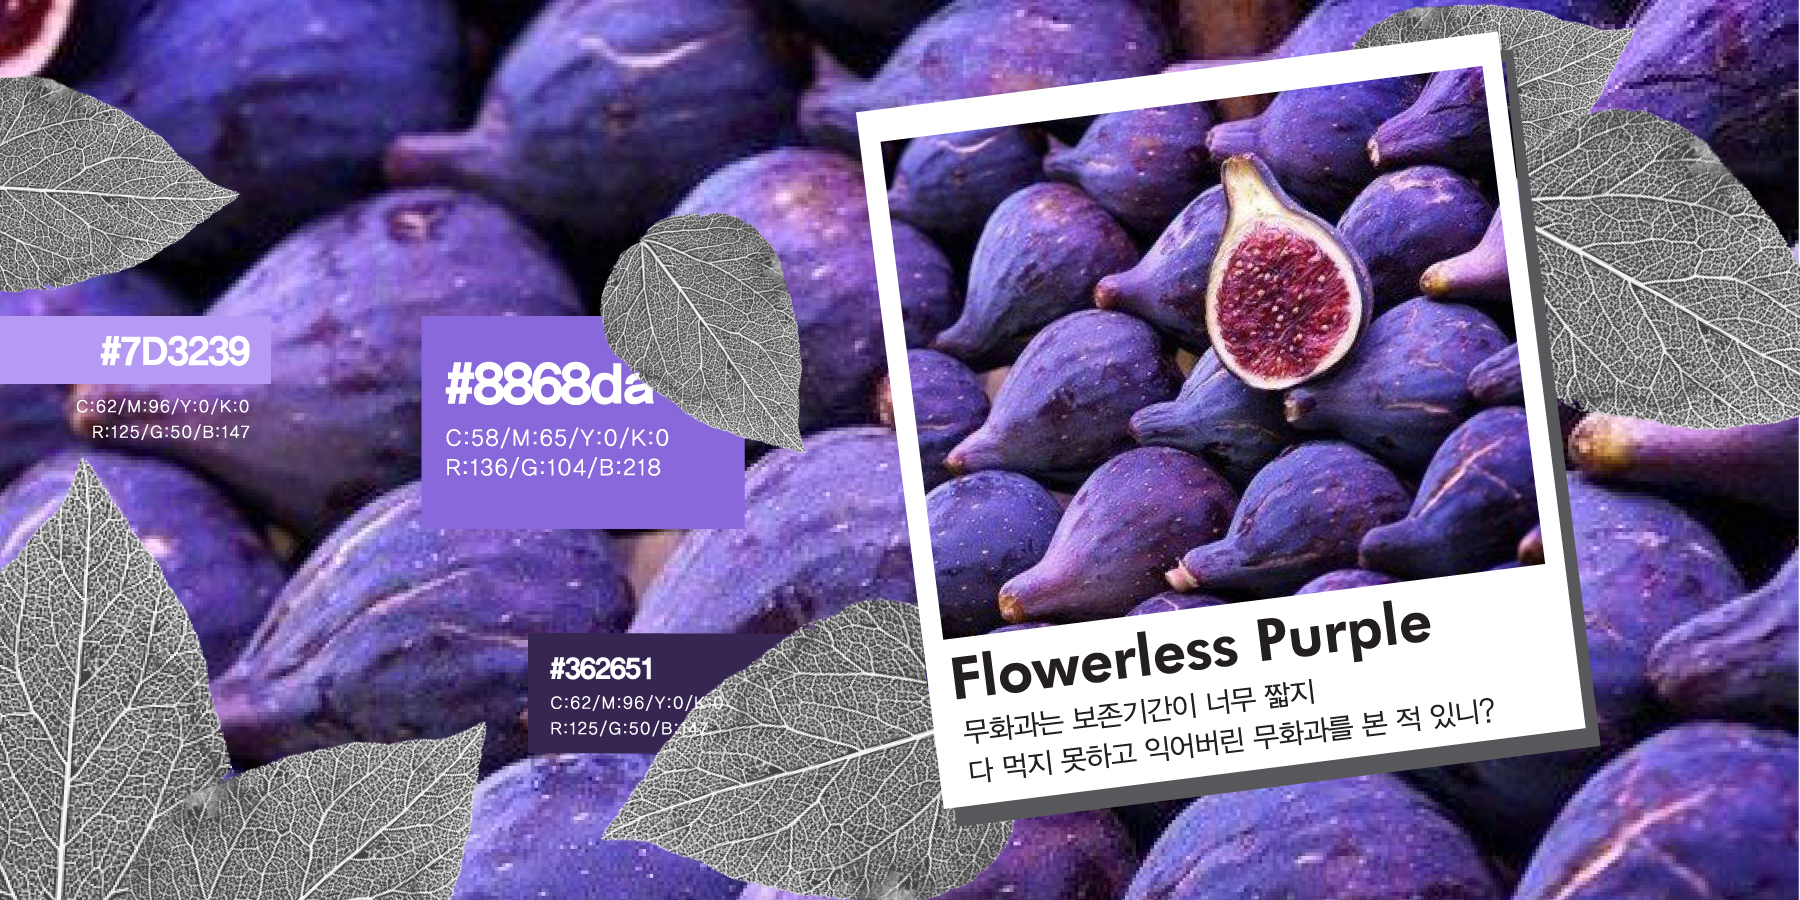 #7D3239
C:62/M:96/Y:0/K:0
R:125/G:50/B:147
#8868da
C:58/M:65/Y:0/K:0
R:136/G:104/B:218
#362651
C:62/M:96/Y:0/K:0
R:125/G:50/B:147
Flowerless Purple
무화과는 보존기간이 너무 짧지
다 먹지 못하고 익어버린 무화과를 본 적 있니?